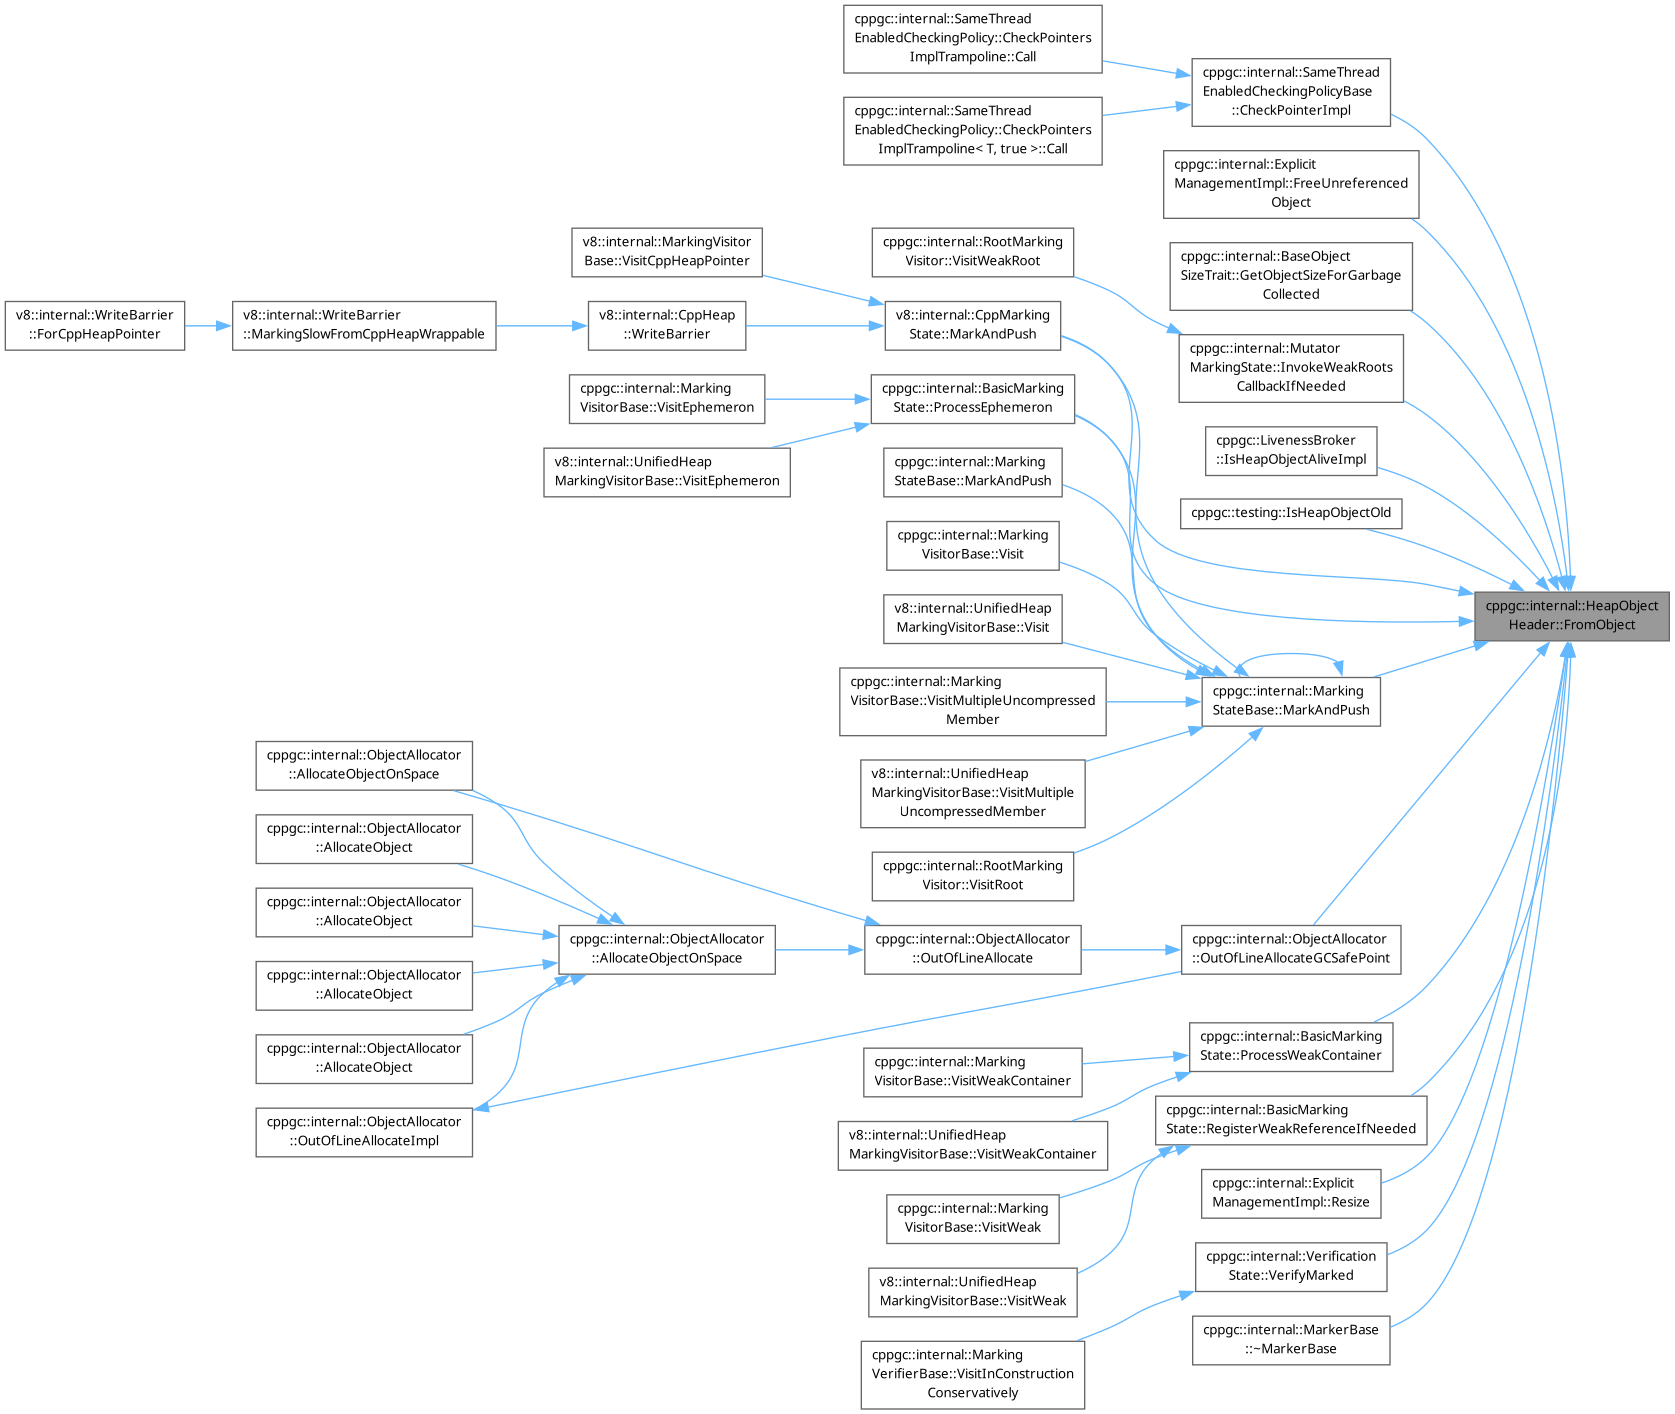 cppgc::internal::SameThread
EnabledCheckingPolicy::CheckPointers
ImplTrampoline::Call
cppgc::internal::SameThread
EnabledCheckingPolicyBase
::CheckPointerImpl
cppgc::internal::SameThread
EnabledCheckingPolicy::CheckPointers
ImplTrampoline< T, true >::Call
cppgc::internal::Explicit
ManagementImpl::FreeUnreferenced
Object
v8::internal::MarkingVisitor
Base::VisitCppHeapPointer
cppgc::internal::RootMarking
Visitor::VisitWeakRoot
cppgc::internal::BaseObject
SizeTrait::GetObjectSizeForGarbage
Collected
v8::internal::WriteBarrier
::ForCppHeapPointer
v8::internal::WriteBarrier
::MarkingSlowFromCppHeapWrappable
v8::internal::CppHeap
::WriteBarrier
v8::internal::CppMarking
State::MarkAndPush
cppgc::internal::Mutator
MarkingState::InvokeWeakRoots
CallbackIfNeeded
cppgc::internal::Marking
VisitorBase::VisitEphemeron
cppgc::internal::BasicMarking
State::ProcessEphemeron
cppgc::LivenessBroker
::IsHeapObjectAliveImpl
v8::internal::UnifiedHeap
MarkingVisitorBase::VisitEphemeron
cppgc::internal::Marking
StateBase::MarkAndPush
cppgc::testing::IsHeapObjectOld
cppgc::internal::Marking
VisitorBase::Visit
v8::internal::UnifiedHeap
MarkingVisitorBase::Visit
cppgc::internal::HeapObject
Header::FromObject
cppgc::internal::Marking
VisitorBase::VisitMultipleUncompressed
Member
cppgc::internal::Marking
StateBase::MarkAndPush
v8::internal::UnifiedHeap
MarkingVisitorBase::VisitMultiple
UncompressedMember
cppgc::internal::RootMarking
Visitor::VisitRoot
cppgc::internal::ObjectAllocator
::AllocateObjectOnSpace
cppgc::internal::ObjectAllocator
::AllocateObject
cppgc::internal::ObjectAllocator
::AllocateObject
cppgc::internal::ObjectAllocator
::AllocateObject
cppgc::internal::ObjectAllocator
::AllocateObject
cppgc::internal::ObjectAllocator
::OutOfLineAllocateImpl
cppgc::internal::ObjectAllocator
::AllocateObjectOnSpace
cppgc::internal::ObjectAllocator
::OutOfLineAllocate
cppgc::internal::ObjectAllocator
::OutOfLineAllocateGCSafePoint
cppgc::internal::Marking
VisitorBase::VisitWeakContainer
cppgc::internal::BasicMarking
State::ProcessWeakContainer
v8::internal::UnifiedHeap
MarkingVisitorBase::VisitWeakContainer
cppgc::internal::BasicMarking
State::RegisterWeakReferenceIfNeeded
cppgc::internal::Marking
VisitorBase::VisitWeak
cppgc::internal::Explicit
ManagementImpl::Resize
v8::internal::UnifiedHeap
MarkingVisitorBase::VisitWeak
cppgc::internal::Verification
State::VerifyMarked
cppgc::internal::Marking
VerifierBase::VisitInConstruction
Conservatively
cppgc::internal::MarkerBase
::~MarkerBase